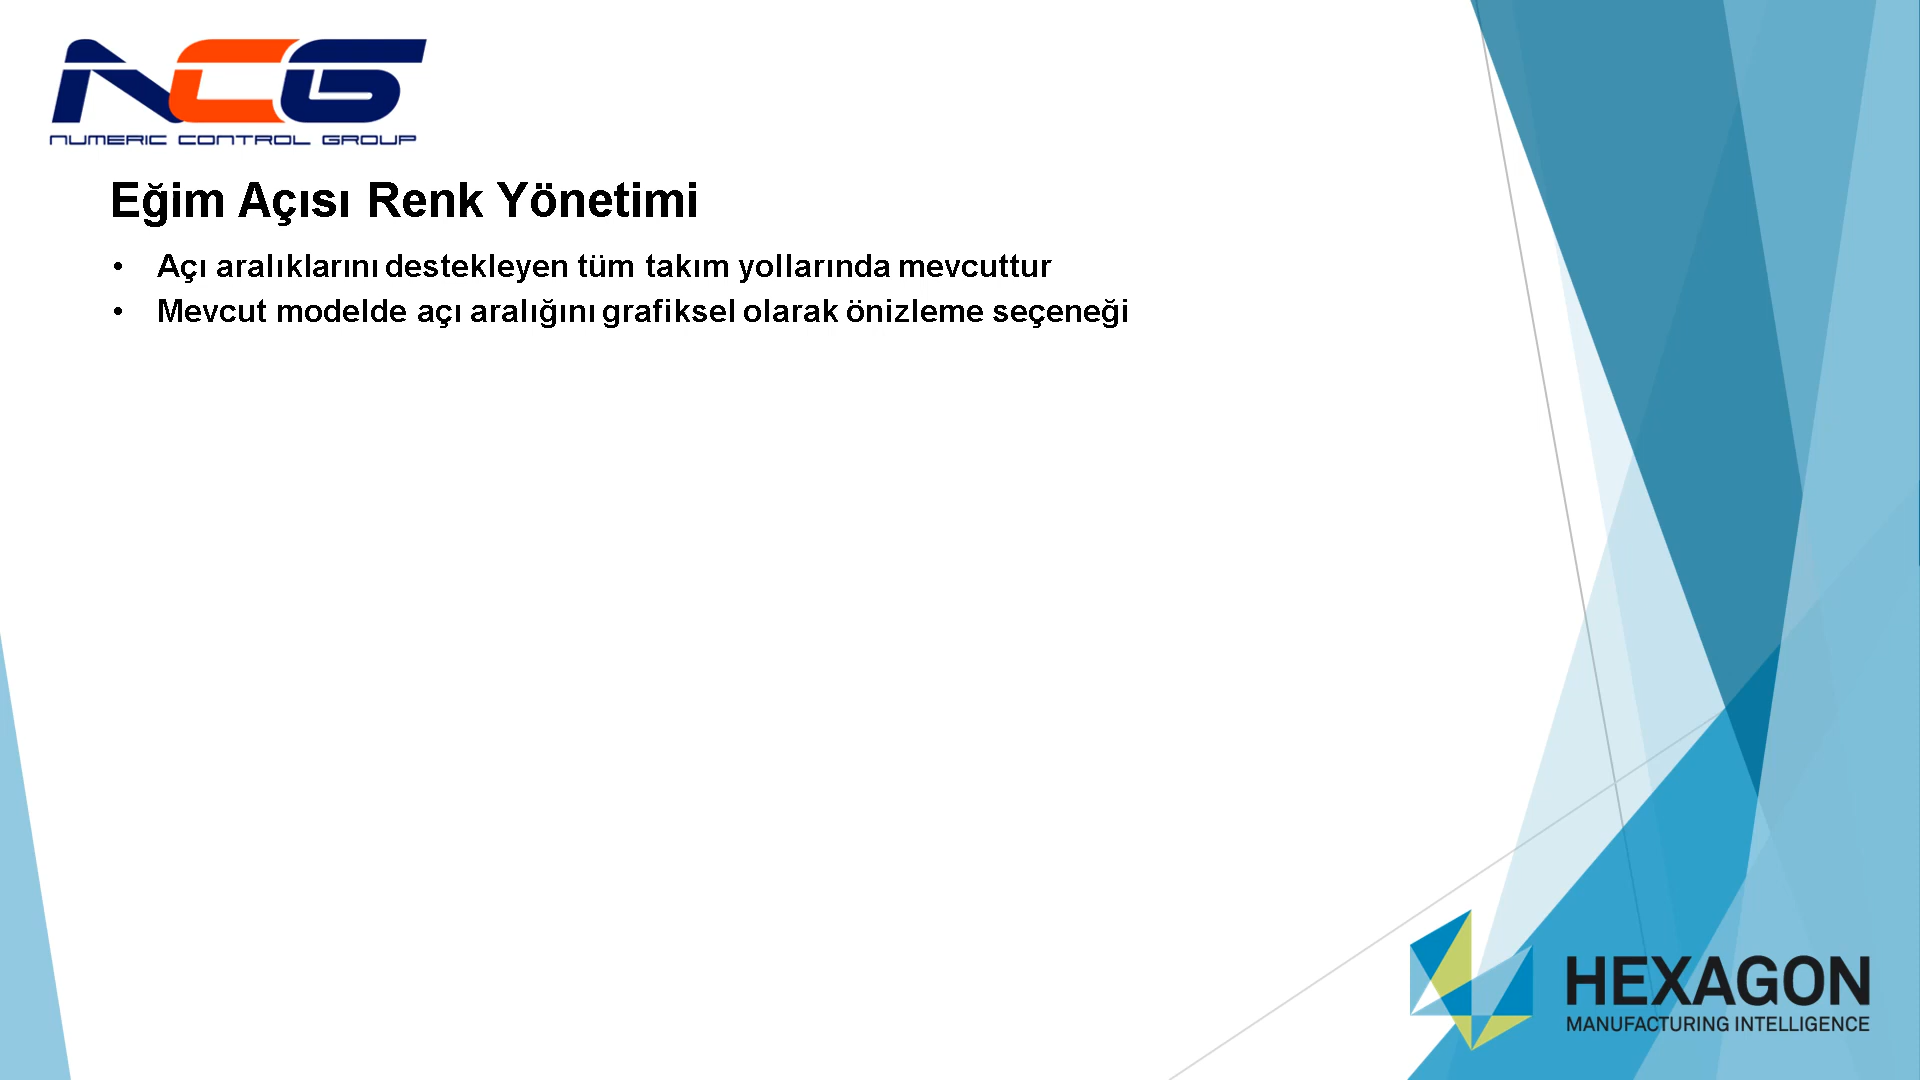 NCG
NUMERIC CONTROL GROUP
Eğim Açısı Renk Yönetimi
• Açı aralıklarını destekleyen tüm takım yollarında mevcuttur
• Mevcut modelde açı aralığını grafiksel olarak önizleme seçeneği
HEXAGON
MANUFACTURING INTELLIGENCE